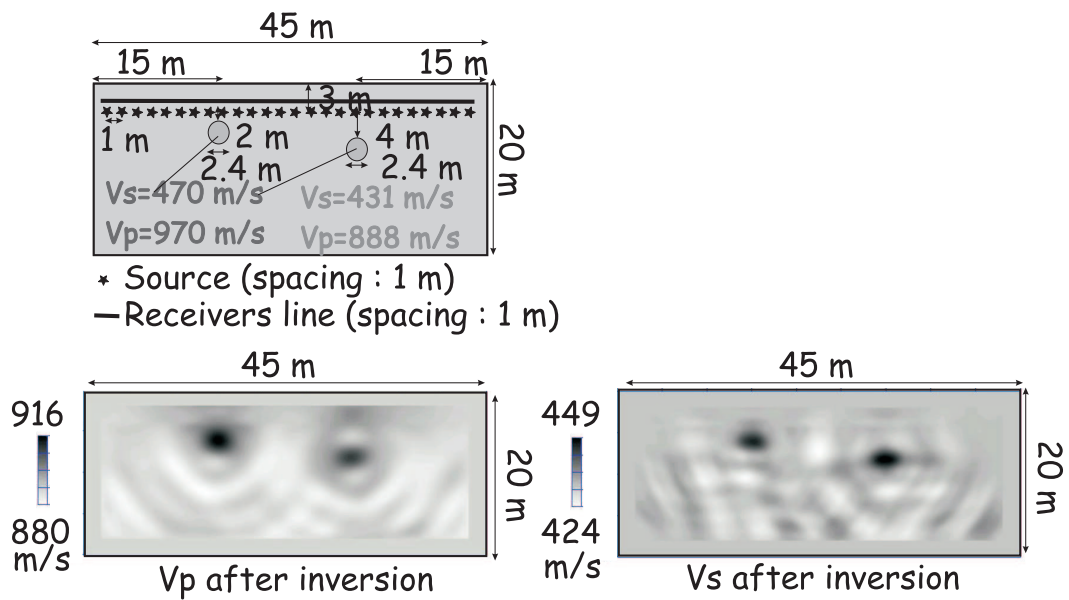 45 m
15 m 15 m
3 m
1 m 2 m 4 m
2.4 m 2.4 m
20 m
Vs=470 m/s Vs=431 m/s
Vp=970 m/s Vp=888 m/s
Source (spacing : 1 m)
Receivers line (spacing : 1 m)
45 m
916
880
m/s
20 m
Vp after inversion
45 m
449
424
m/s
20 m
Vs after inversion